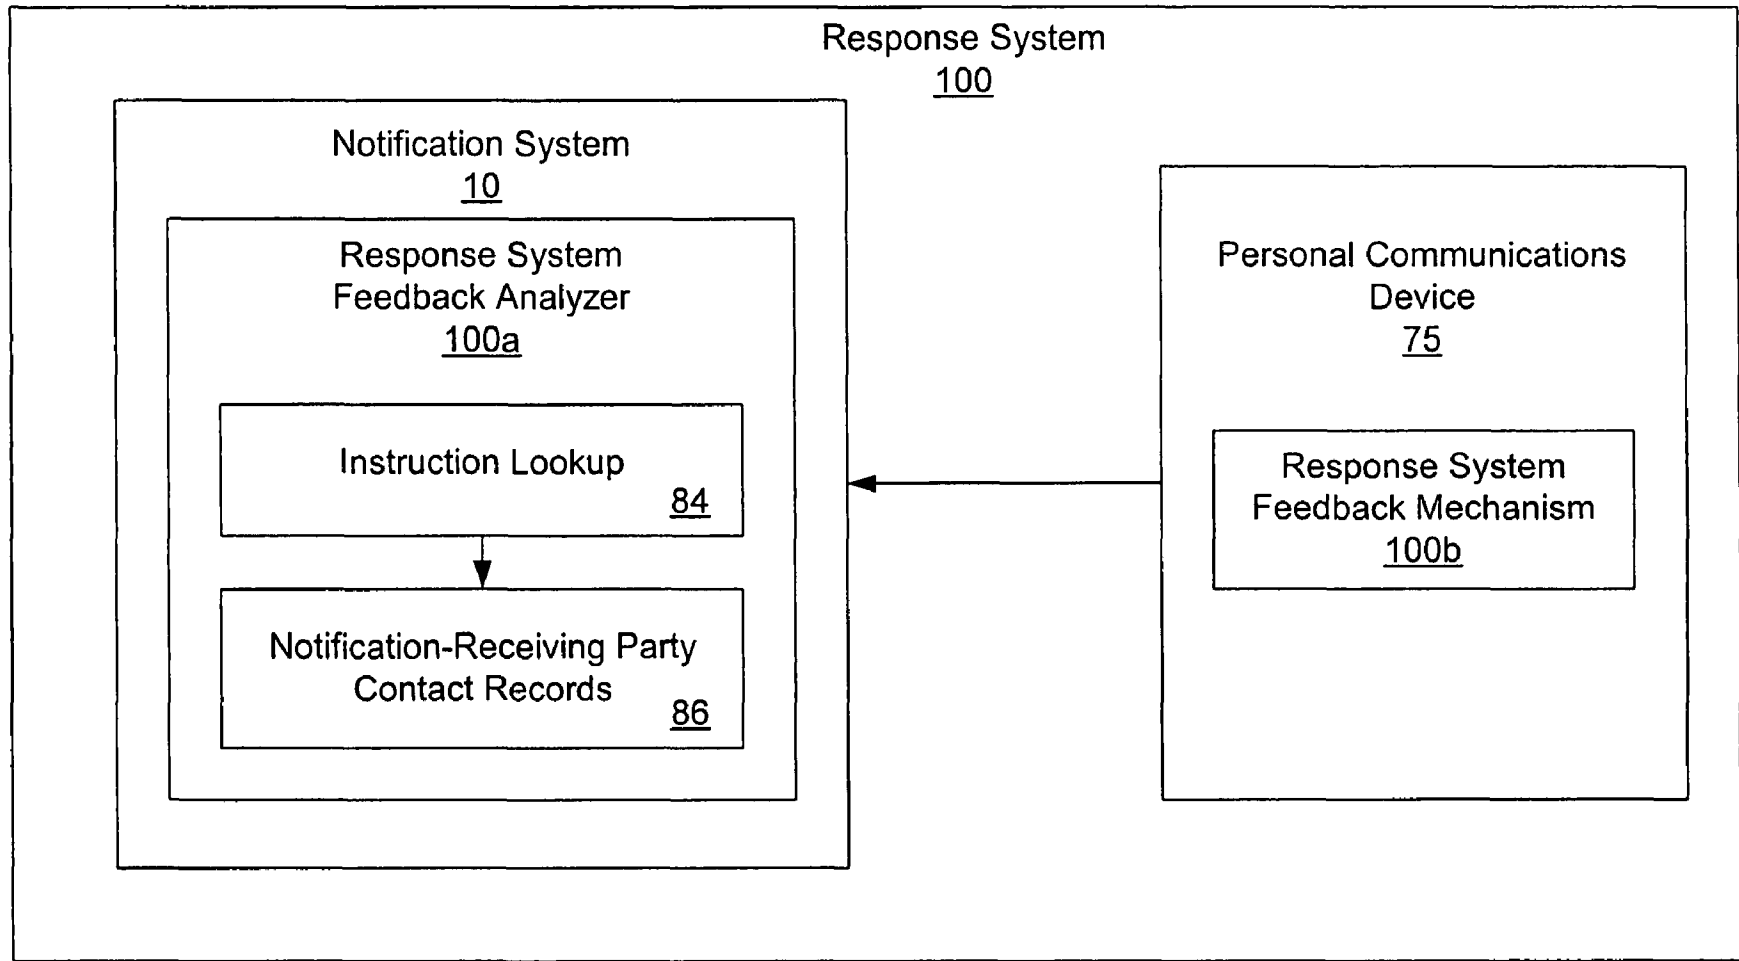 Response System
100
Notification System
10
Response System
Feedback Analyzer
100a
Instruction Lookup
84
Notification-Receiving Party
Contact Records
86
Personal Communications
Device
75
Response System
Feedback Mechanism
100b